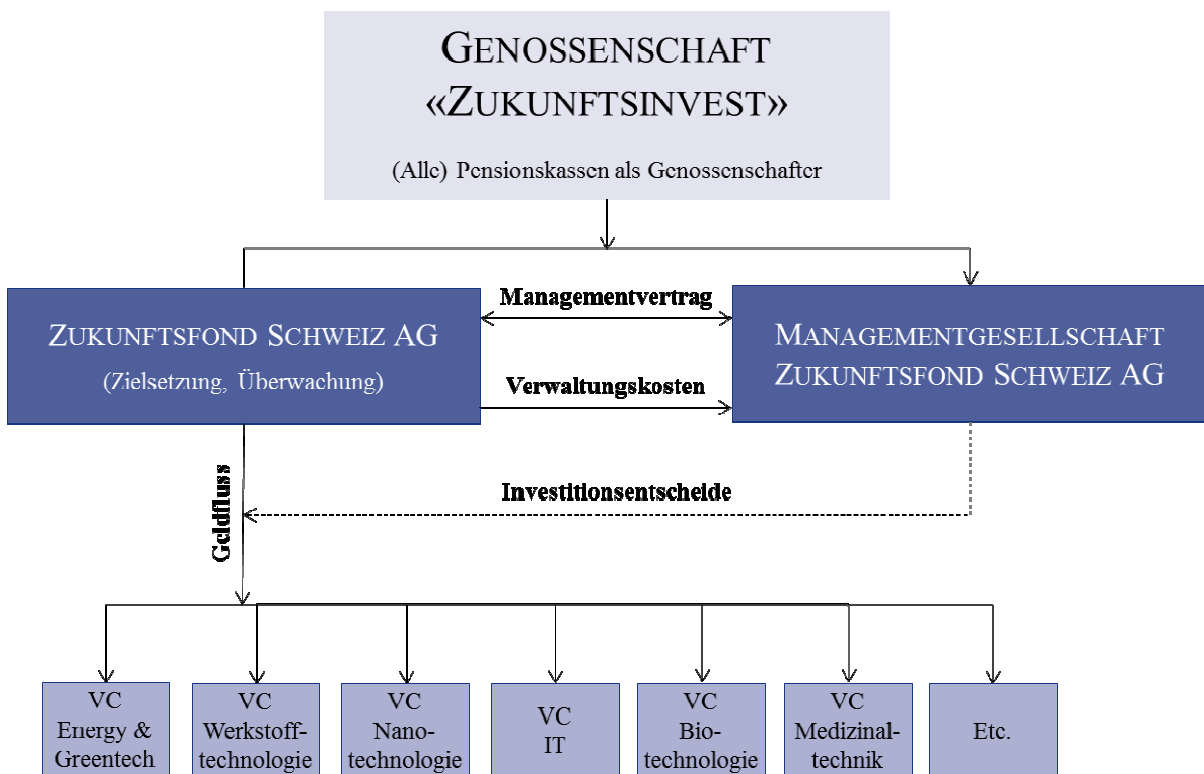 GENOSSENSCHAFT
«ZUKUNFTSINVEST»
(Alle) Pensionskassen als Genossenschafter
Managementvertrag
ZUKUNFTSFOND SCHWEIZ AG
(Zielsetzung, Überwachung)
MANAGEMENTGESELLSCHAFT
ZUKUNFTSFOND SCHWEIZ AG
Verwaltungskosten
Geldfluss
Investitionsentscheide
VC
Energy &
Greentech
VC
Werkstoff-
technologie
VC
Nano-
technologie
VC
IT
VC
Bio-
technologie
VC
Medizinal-
technik
Etc.